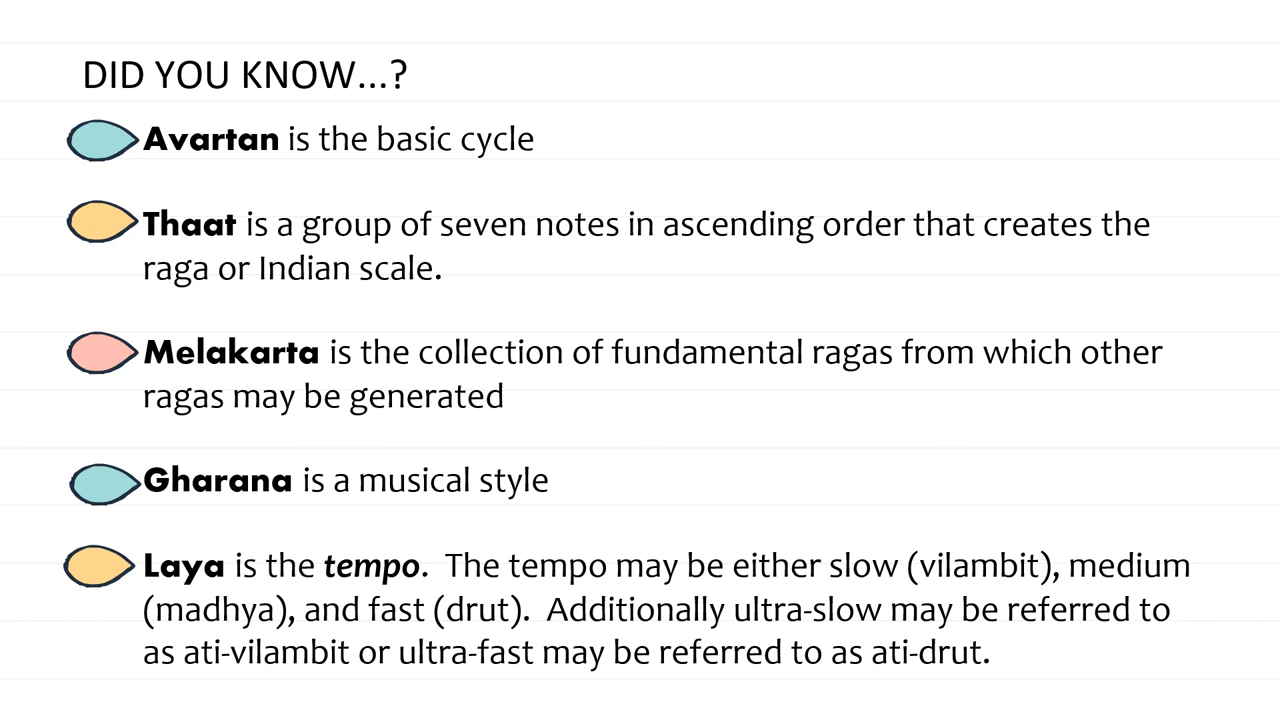 DID YOU KNOW...?
Avartan is the basic cycle
Thaat is a group of seven notes in ascending order that creates the
raga or Indian scale.
Melakarta is the collection of fundamental ragas from which other
ragas may be generated
Gharana is a musical style
Laya is the tempo.  The tempo may be either slow (vilambit), medium
(madhya), and fast (drut).  Additionally ultra-slow may be referred to
as ati-vilambit or ultra-fast may be referred to as ati-drut.